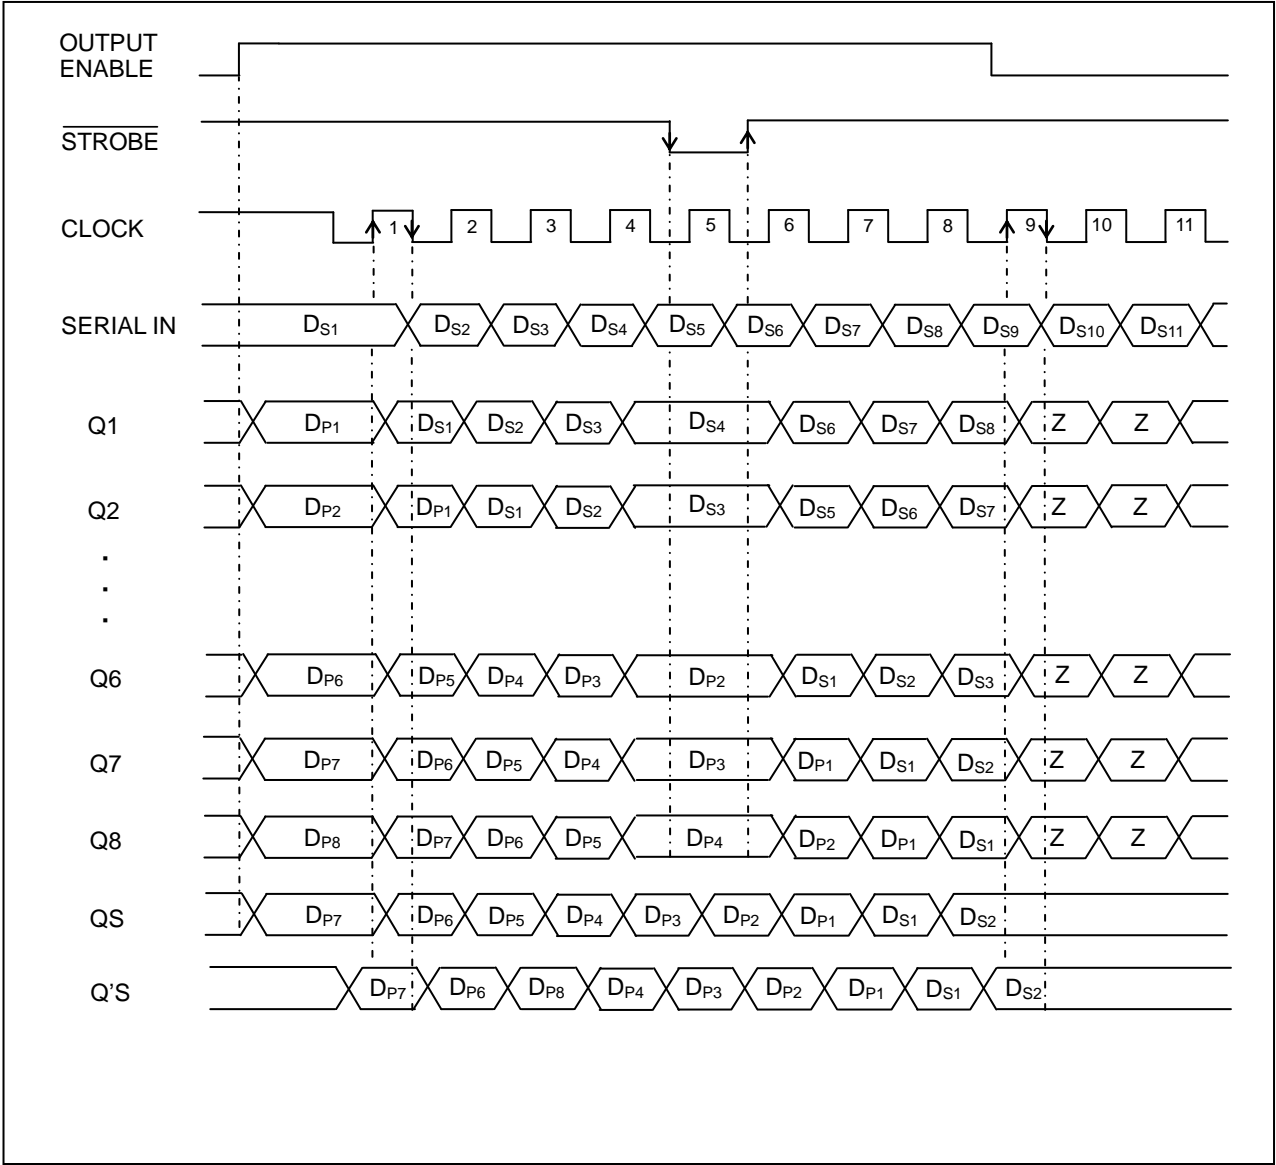 OUTPUT
ENABLE
STROBE
CLOCK 1 2 3 4 5 6 7 8 9 10 11
SERIAL IN DS1 DS2 DS3 DS4 DS5 DS6 DS7 DS8 DS9 DS10 DS11
Q1 DP1 DS1 DS2 DS3 DS4 DS6 DS7 DS8 Z Z
Q2 DP2 DP1 DS1 DS2 DS3 DS5 DS6 DS7 Z Z
.
.
.
Q6 DP6 DP5 DP4 DP3 DP2 DS1 DS2 DS3 Z Z
Q7 DP7 DP6 DP5 DP4 DP3 DP1 DS1 DS2 Z Z
Q8 DP8 DP7 DP6 DP5 DP4 DP2 DP1 DS1 Z Z
QS DP7 DP6 DP5 DP4 DP3 DP2 DP1 DS1 DS2
Q’S DP7 DP6 DP8 DP4 DP3 DP2 DP1 DS1 DS2